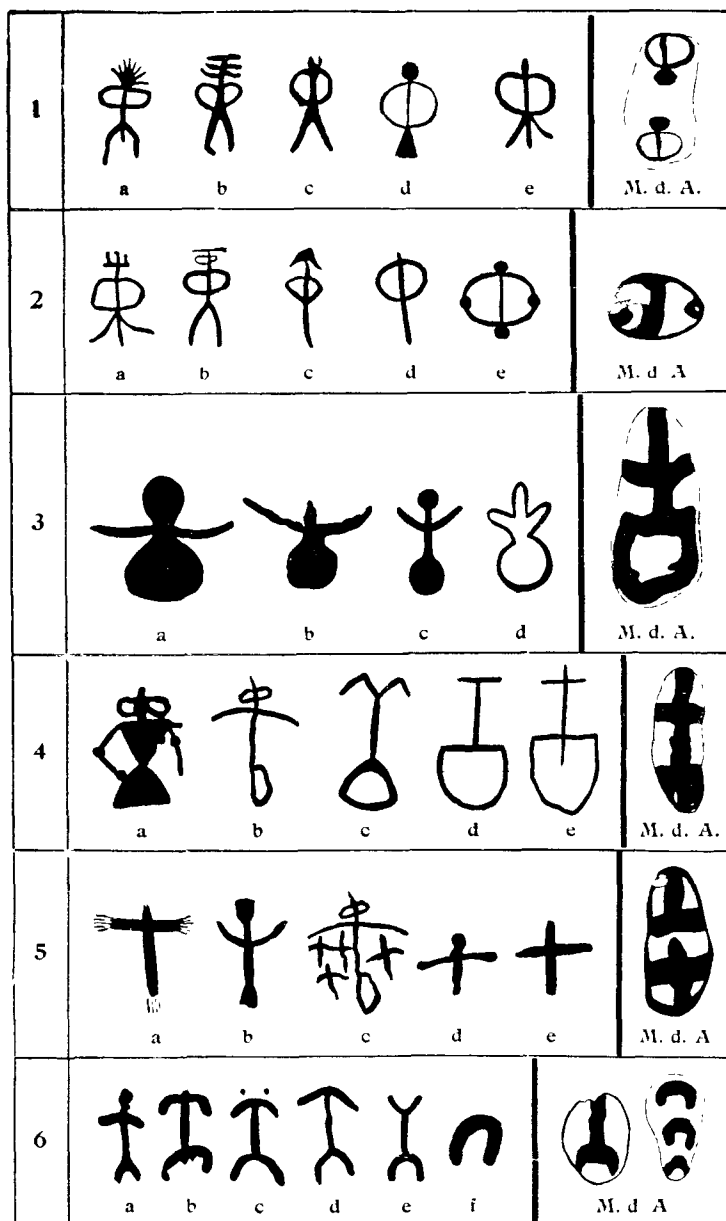 1
a b c d e M. d. A.
2
a b c d e M. d A
3
a b c d M. d. A.
4
a b c d e M. d. A.
5
a b c d e M. d. A
6
a b c d e f M. d A